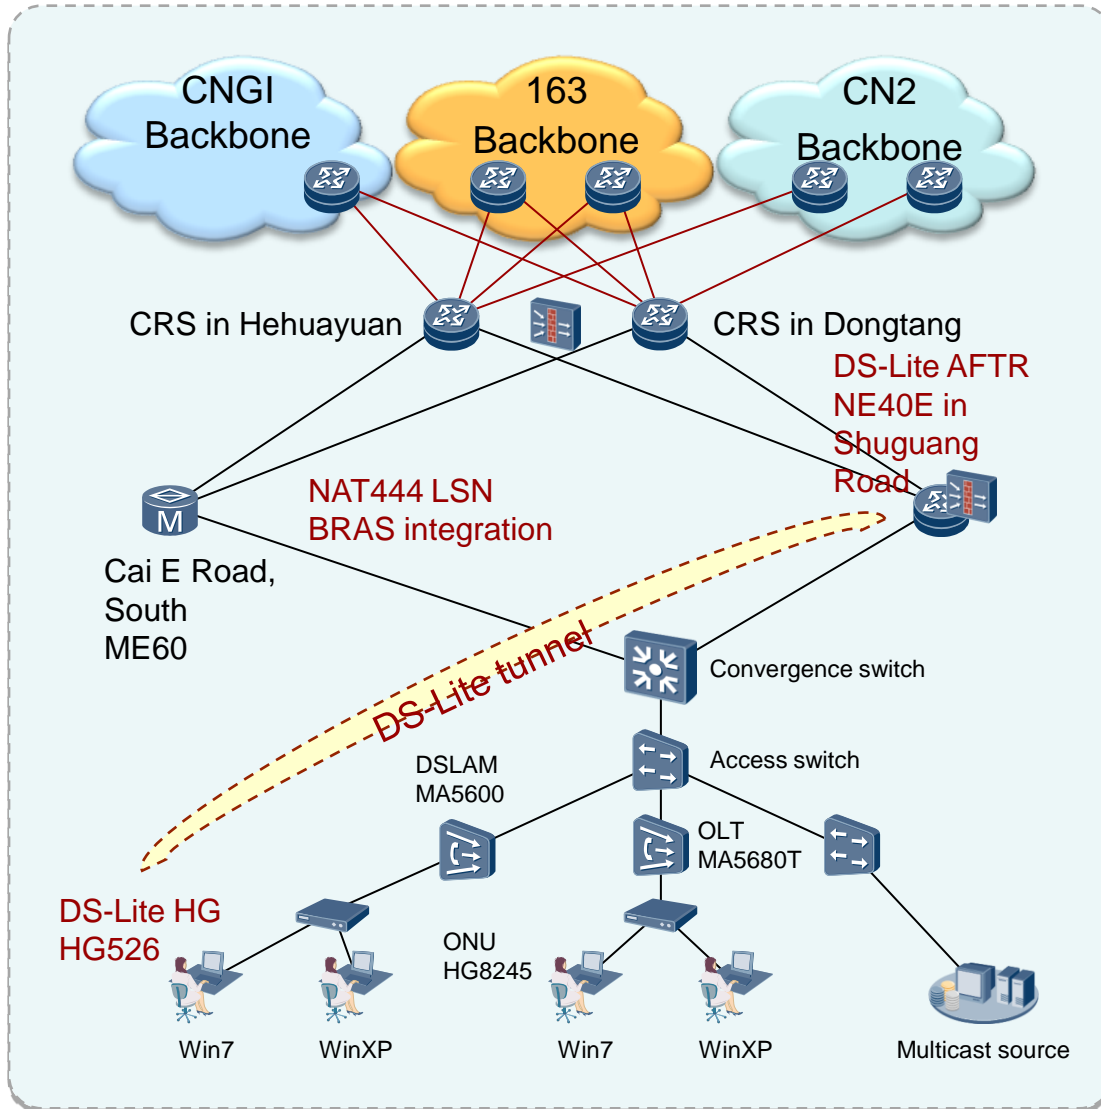 CNGI
Backbone
163
Backbone
CN2
Backbone
CRS in Hehuayuan
CRS in Dongtang
DS-Lite AFTR
NE40E in
Shuguang
Road
NAT444 LSN
BRAS integration
M
Cai E Road,
South
ME60
DS-Lite tunnel
Convergence switch
Access switch
DSLAM
MA5600
OLT
MA5680T
DS-Lite HG
HG526
ONU
HG8245
Win7
WinXP
Win7
WinXP
Multicast source